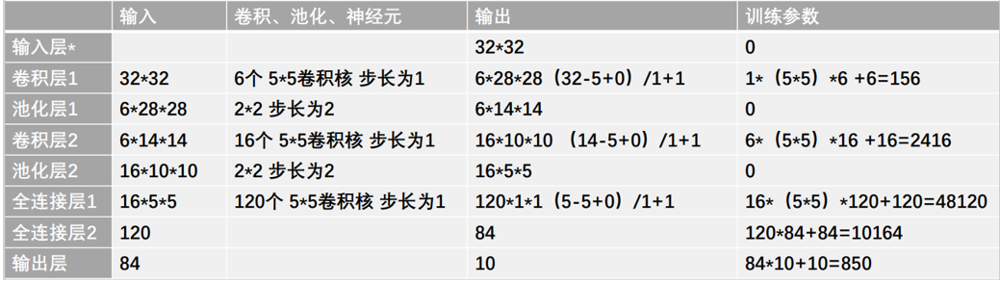 输入 卷积、池化、神经元 输出 训练参数
输入层* 32*32 0
卷积层1 32*32 6个 5*5卷积核 步长为1 6*28*28（32-5+0）/1+1 1*（5*5）*6 +6=156
池化层1 6*28*28 2*2 步长为2 6*14*14 0
卷积层2 6*14*14 16个 5*5卷积核 步长为1 16*10*10 （14-5+0）/1+1 6*（5*5）*16 +16=2416
池化层2 16*10*10 2*2 步长为2 16*5*5 0
全连接层1 16*5*5 120个 5*5卷积核 步长为1 120*1*1（5-5+0）/1+1 16*（5*5）*120+120=48120
全连接层2 120 84 120*84+84=10164
输出层 84 10 84*10+10=850